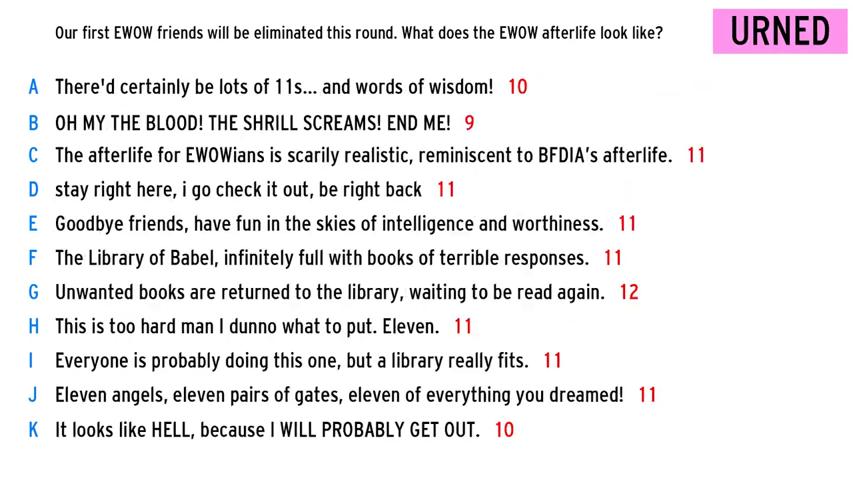 Our first EWOW friends will be eliminated this round. What does the EWOW afterlife look like?
URNED
A There'd certainly be lots of 11s... and words of wisdom! 10
B OH MY THE BLOOD! THE SHRILL SCREAMS! END ME! 9
C The afterlife for EWOWians is scarily realistic, reminiscent to BFDIA's afterlife. 11
D stay right here, i go check it out, be right back 11
E Goodbye friends, have fun in the skies of intelligence and worthiness. 11
F The Library of Babel, infinitely full with books of terrible responses. 11
G Unwanted books are returned to the library, waiting to be read again. 12
H This is too hard man I dunno what to put. Eleven. 11
I Everyone is probably doing this one, but a library really fits. 11
J Eleven angels, eleven pairs of gates, eleven of everything you dreamed! 11
K It looks like HELL, because I WILL PROBABLY GET OUT. 10